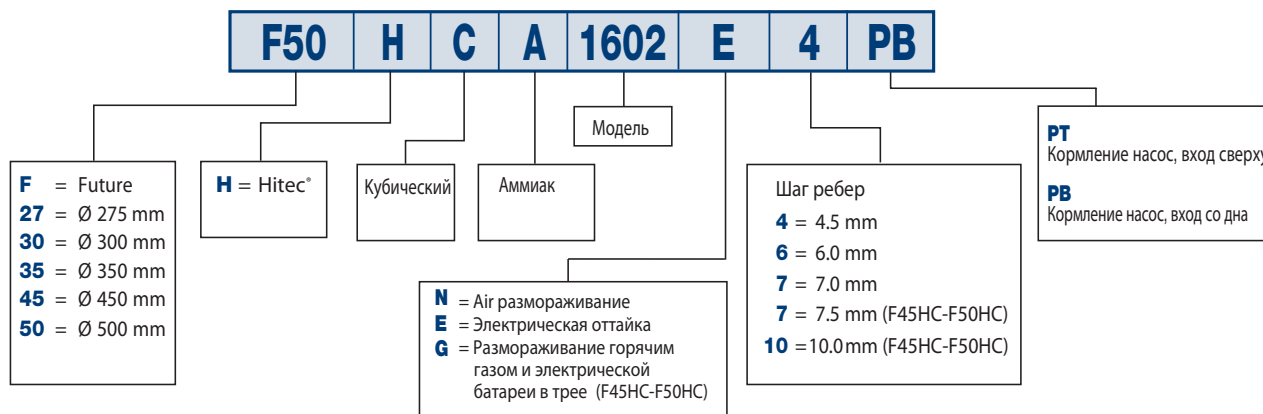 F50 H C A 1602 E 4 PB
F = Future
27 = Ø 275 mm
30 = Ø 300 mm
35 = Ø 350 mm
45 = Ø 450 mm
50 = Ø 500 mm
H = Hitec®
Кубический
Аммиак
Модель
N = Air размораживание
E = Электрическая оттайка
G = Размораживание горячим
газом и электрической
батареи в трее (F45HC-F50HC)
Шаг ребер
4 = 4.5 mm
6 = 6.0 mm
7 = 7.0 mm
7 = 7.5 mm (F45HC-F50HC)
10 = 10.0 mm (F45HC-F50HC)
PT
Кормление насос, вход сверху
PB
Кормление насос, вход со дна